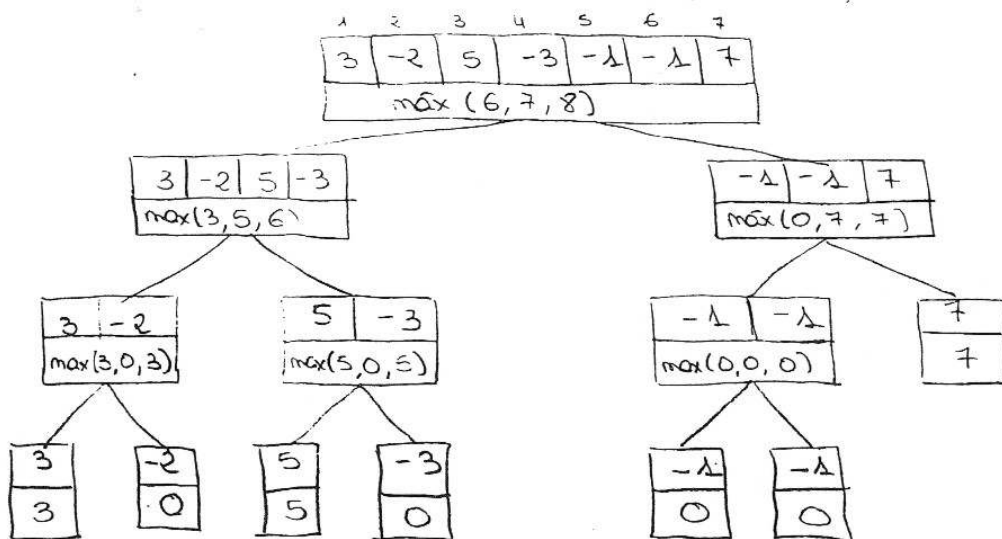 1 2 3 4 5 6 7
3 -2 5 -3 -1 -1 7
máx (6, 7, 8)
3 -2 5 -3
max(3, 5, 6)
-1 -1 7
máx(0, 7, 7)
3 -2
max(3, 0, 3)
5 -3
max(5, 0, 5)
-1 -1
max(0, 0, 0)
7
7
3 -2 5 -3 -1 -1
3 0 5 0 0 0